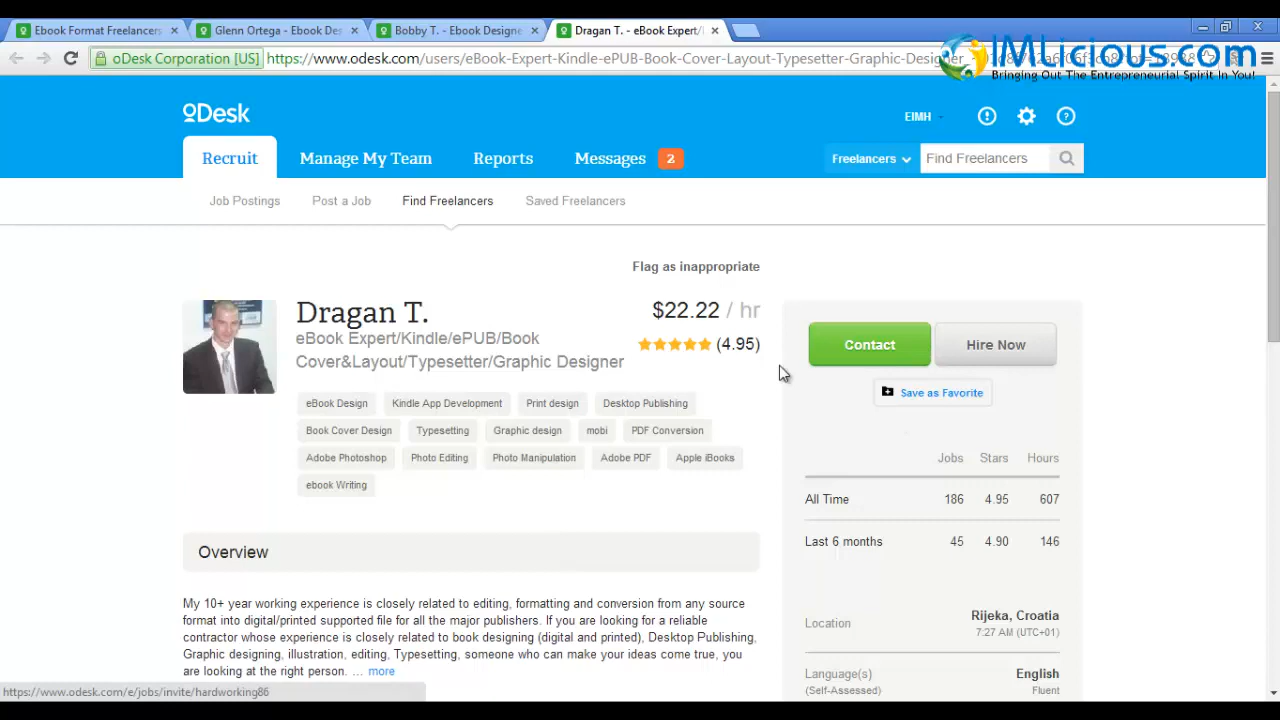 Ebook Format Freelancers
Glenn Ortega - Ebook Des
Bobby T. - Ebook Designe
Dragan T. - eBook Expert/
oDesk Corporation [US]
https://www.odesk.com/users/eBook-Expert-Kindle-ePUB-Book-Cover-Layout-Typesetter-Graphic-Designer
IMLicious.com
Bringing Out The Entrepreneurial Spirit In You!
oDesk
EIMH
Recruit
Manage My Team
Reports
Messages 2
Freelancers
Find Freelancers
Job Postings
Post a Job
Find Freelancers
Saved Freelancers
Flag as inappropriate
Dragan T.
$22.22 / hr
eBook Expert/Kindle/ePUB/Book
Cover&Layout/Typesetter/Graphic Designer
(4.95)
Contact
Hire Now
Save as Favorite
eBook Design
Kindle App Development
Print design
Desktop Publishing
Book Cover Design
Typesetting
Graphic design
mobi
PDF Conversion
Adobe Photoshop
Photo Editing
Photo Manipulation
Adobe PDF
Apple iBooks
ebook Writing
Jobs Stars Hours
All Time 186 4.95 607
Last 6 months 45 4.90 146
Overview
My 10+ year working experience is closely related to editing, formatting and conversion from any source
format into digital/printed supported file for all the major publishers. If you are looking for a reliable
contractor whose experience is closely related to book designing (digital and printed), Desktop Publishing,
Graphic designing, illustration, editing, Typesetting, someone who can make your ideas come true, you
are looking at the right person. ... more
Location Rijeka, Croatia
7:27 AM (UTC+01)
Language(s) English
(Self-Assessed) Fluent
https://www.odesk.com/e/jobs/invite/hardworking86